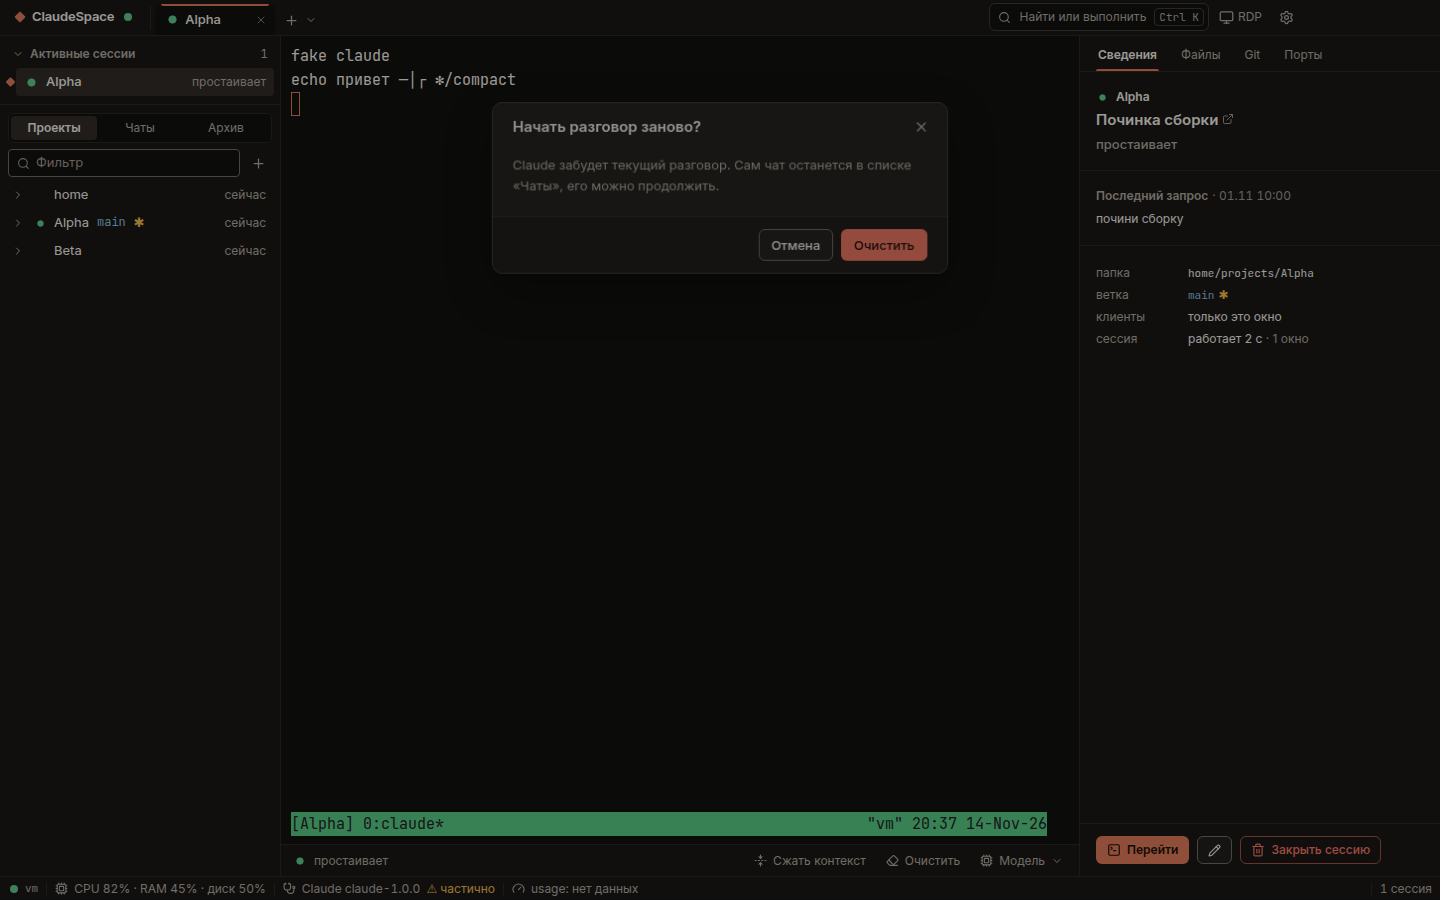 ClaudeSpace
Alpha
Найти или выполнить Ctrl K
RDP
Активные сессии 1
Alpha простаивает
Проекты Чаты Архив
Фильтр
home сейчас
Alpha main ✱ сейчас
Beta сейчас
fake claude
echo привет —│┌ ✻/compact
Начать разговор заново?
Claude забудет текущий разговор. Сам чат останется в списке
«Чаты», его можно продолжить.
Отмена Очистить
[Alpha] 0:claude* "vm" 20:37 14-Nov-26
простаивает Сжать контекст Очистить Модель
Сведения Файлы Git Порты
Alpha
Починка сборки
простаивает
Последний запрос · 01.11 10:00
почини сборку
папка home/projects/Alpha
ветка main ✱
клиенты только это окно
сессия работает 2 с · 1 окно
Перейти Закрыть сессию
vm CPU 82% · RAM 45% · диск 50% Claude claude-1.0.0 ⚠ частично usage: нет данных 1 сессия